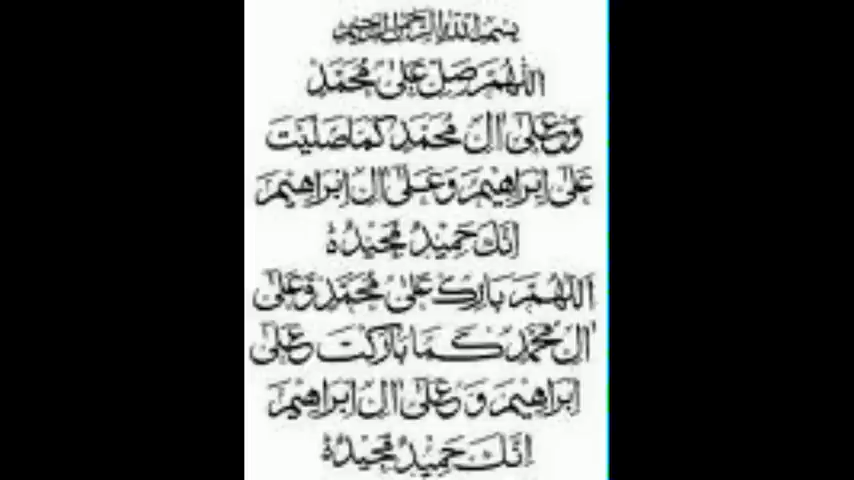 بسم الله الرحمن الرحيم
اللهم صل على محمد
وعلى ال محمد كما صليت
على ابراهيم وعلى ال ابراهيم
انك حميد مجيد
اللهم بارك على محمد وعلى
ال محمد كما باركت على
ابراهيم وعلى ال ابراهيم
انك حميد مجيد